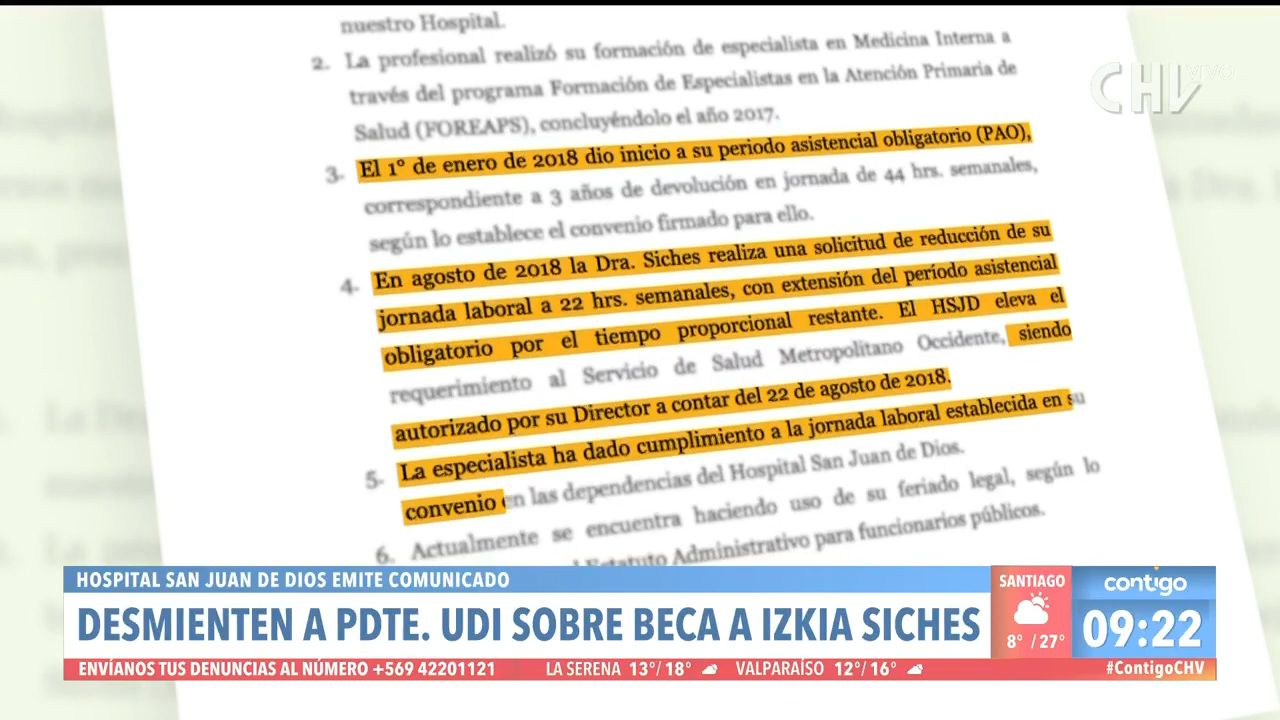 nuestro Hospital.
2. La profesional realizó su formación de especialista en Medicina Interna a
través del programa Formación de Especialistas en la Atención Primaria de
Salud (FOREAPS), concluyéndolo el año 2017.
3. El 1° de enero de 2018 dio inicio a su periodo asistencial obligatorio (PAO),
correspondiente a 3 años de devolución en jornada de 44 hrs. semanales,
según lo establece el convenio firmado para ello.
4. En agosto de 2018 la Dra. Siches realiza una solicitud de reducción de su
jornada laboral a 22 hrs. semanales, con extensión del período asistencial
obligatorio por el tiempo proporcional restante. El HSJD eleva el
requerimiento al Servicio de Salud Metropolitano Occidente, siendo
autorizado por su Director a contar del 22 de agosto de 2018.
5. La especialista ha dado cumplimiento a la jornada laboral establecida en su
convenio en las dependencias del Hospital San Juan de Dios.
6. Actualmente se encuentra haciendo uso de su feriado legal, según lo
Estatuto Administrativo para funcionarios públicos.
CHV VIVO
HOSPITAL SAN JUAN DE DIOS EMITE COMUNICADO
DESMIENTEN A PDTE. UDI SOBRE BECA A IZKIA SICHES
SANTIAGO
8° / 27°
contigo
09:22
ENVÍANOS TUS DENUNCIAS AL NÚMERO +569 42201121 LA SERENA 13°/18° VALPARAÍSO 12°/16° #ContigoCHV